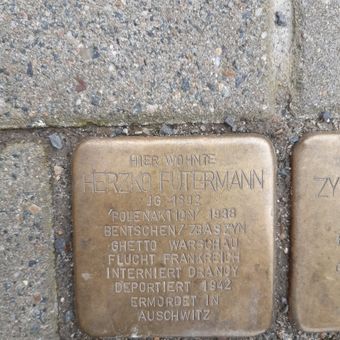 HIER WOHNTE
HERZKO FUTERMANN
JG.
'POLENAKTION' 1938
BENTSCHEN/ZBASZYN
GHETTO WARSCHAU
FLUCHT FRANKREICH
INTERNIERT DRANCY
DEPORTIERT 1942
ERMORDET IN
AUSCHWITZ
ZY